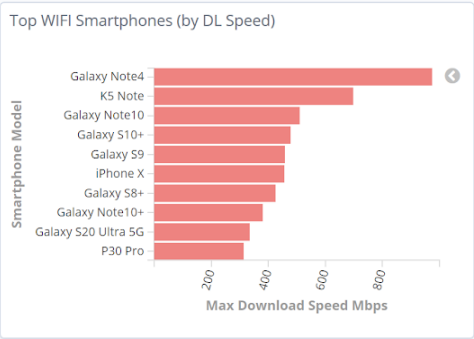 Top WIFI Smartphones (by DL Speed)
Smartphone Model
Galaxy Note4
K5 Note
Galaxy Note10
Galaxy S10+
Galaxy S9
iPhone X
Galaxy S8+
Galaxy Note10+
Galaxy S20 Ultra 5G
P30 Pro
200
400
600
800
Max Download Speed Mbps